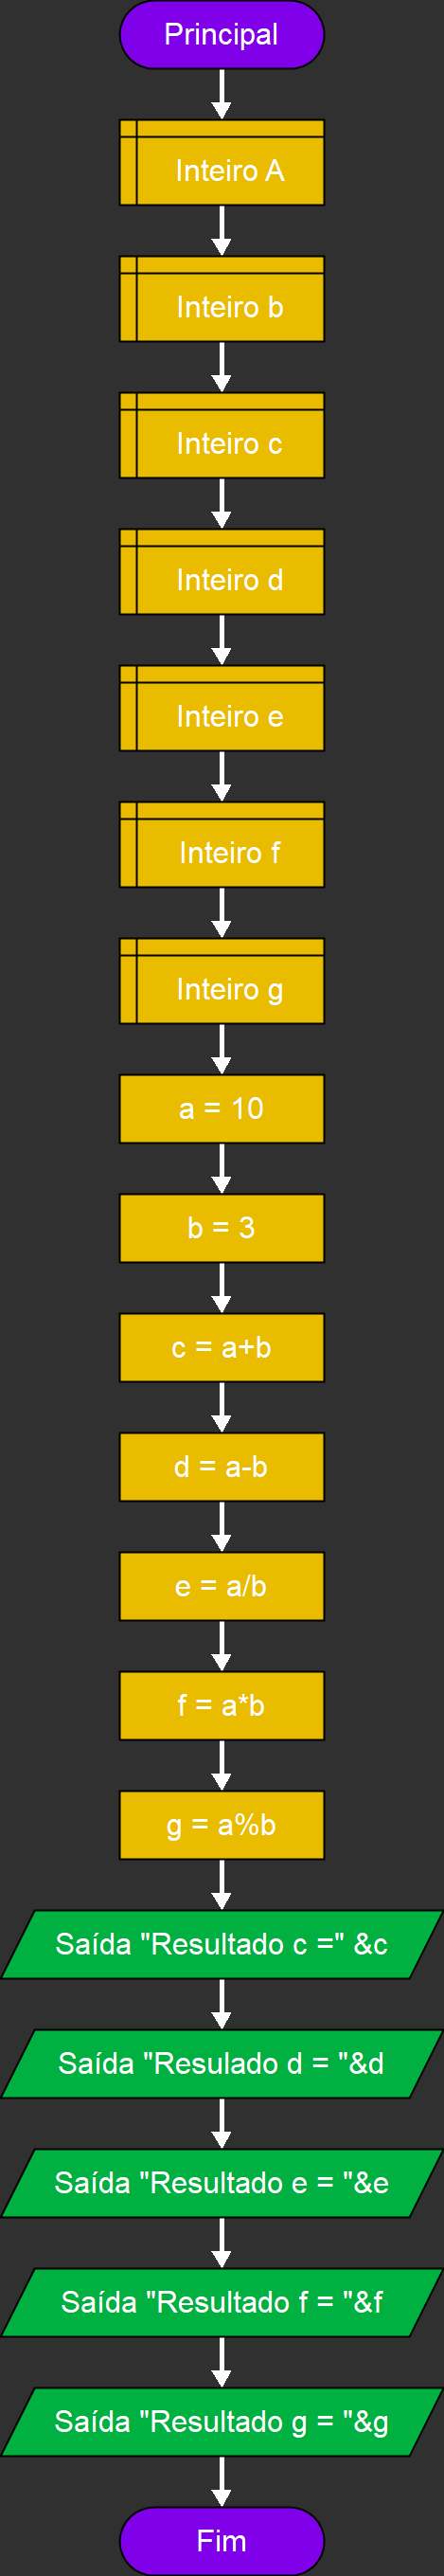 Principal
Inteiro A
Inteiro b
Inteiro c
Inteiro d
Inteiro e
Inteiro f
Inteiro g
a = 10
b = 3
c = a+b
d = a-b
e = a/b
f = a*b
g = a%b
Saída "Resultado c =" &c
Saída "Resulado d = "&d
Saída "Resultado e = "&e
Saída "Resultado f = "&f
Saída "Resultado g = "&g
Fim